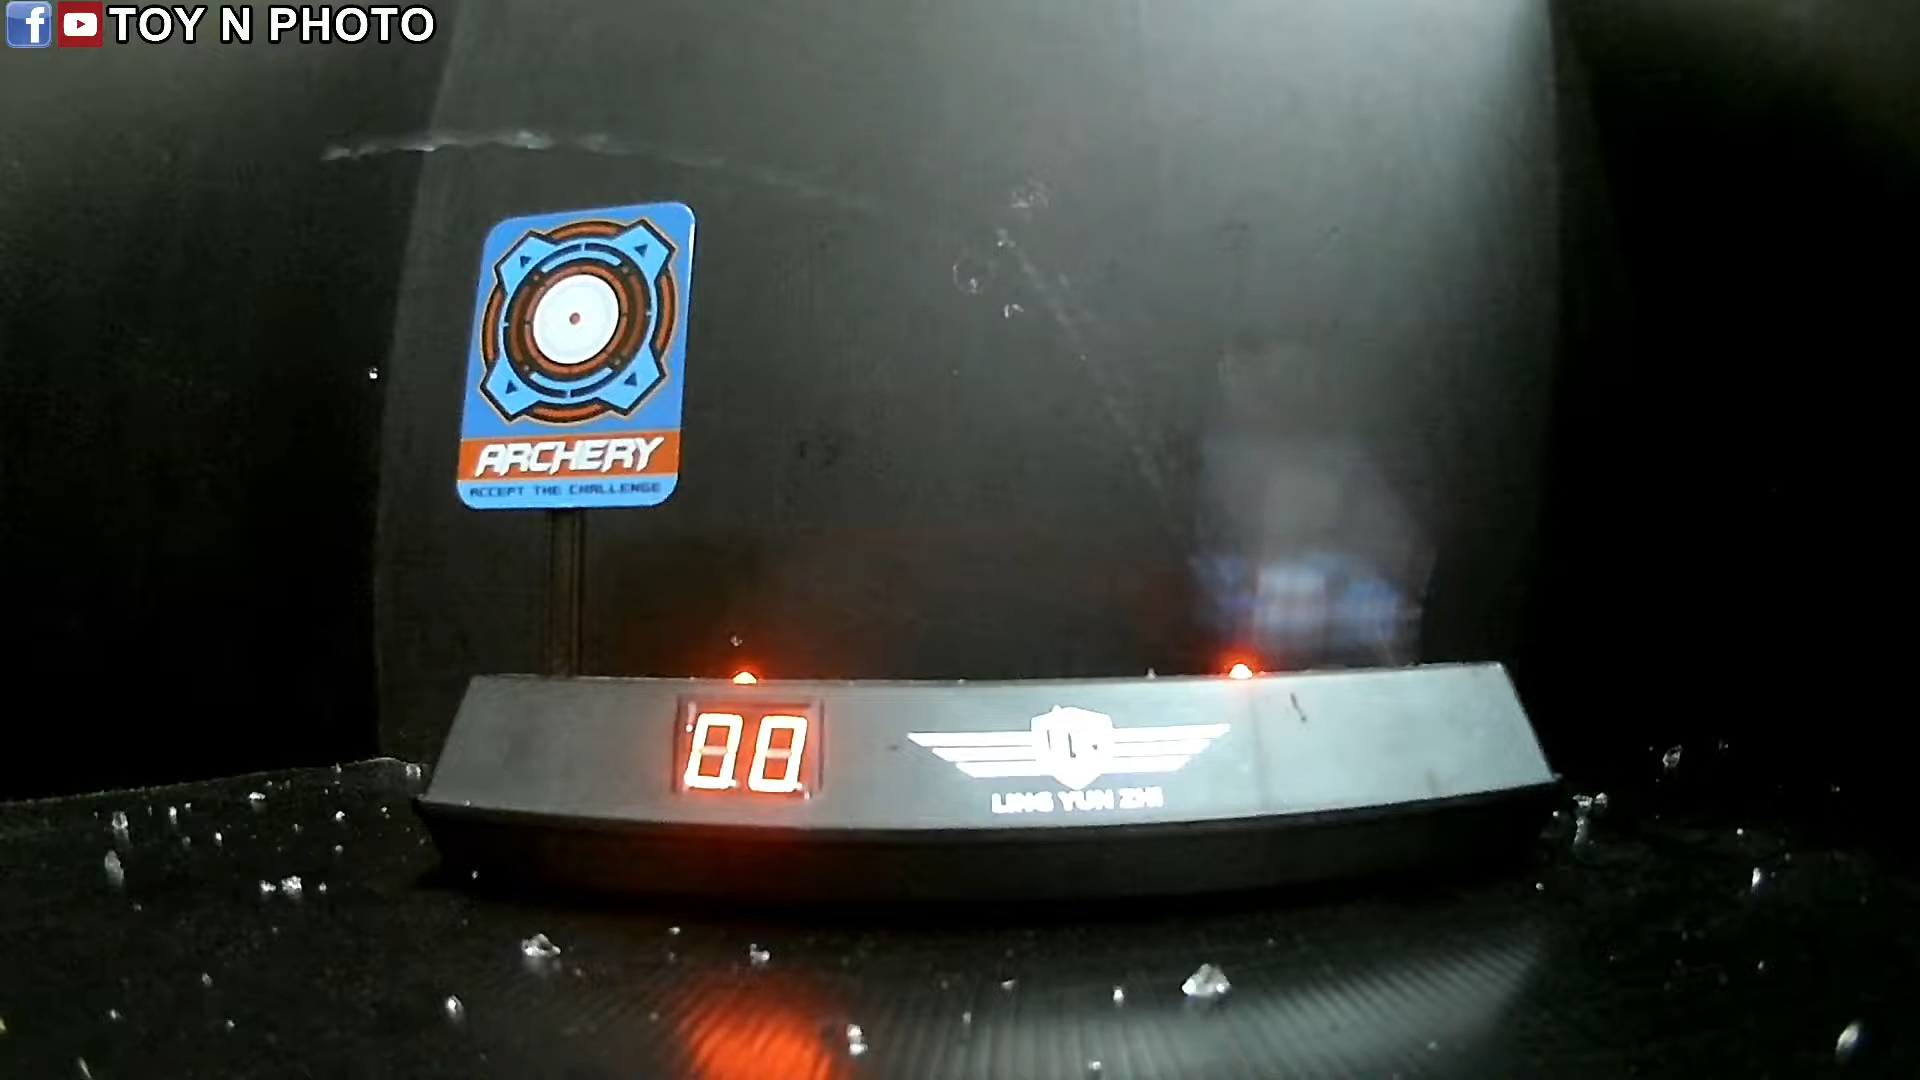 TOY N PHOTO
ARCHERY
ACCEPT THE CHALLENGE
00
LING YUN ZHI